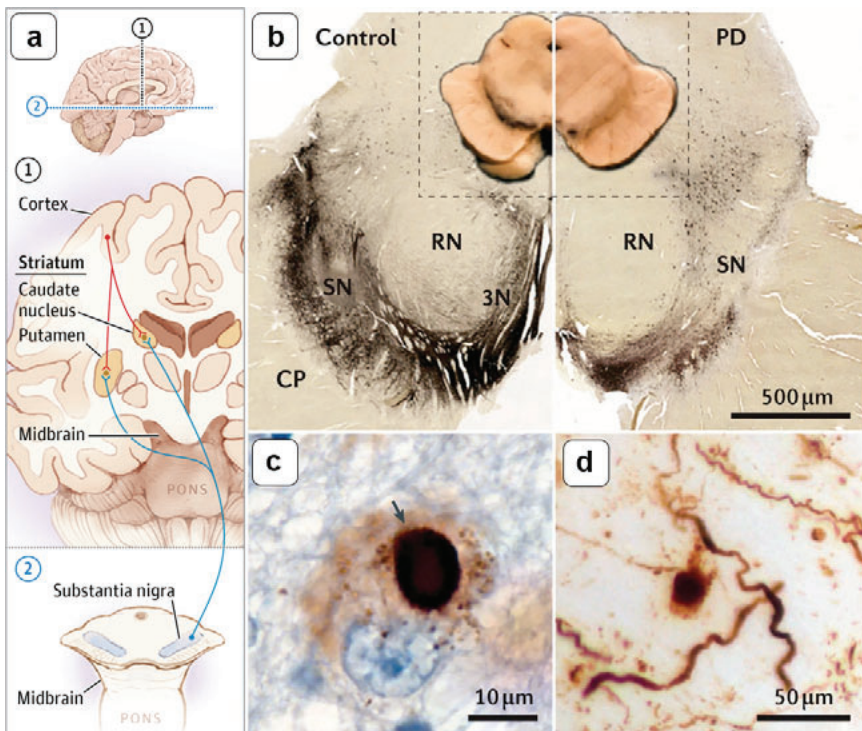 a
1
2
1
Cortex
Striatum
Caudate
nucleus
Putamen
Midbrain
PONS
2
Substantia nigra
Midbrain
PONS
b
Control
PD
RN
RN
SN
SN
3N
CP
500 µm
c
10 µm
d
50 µm